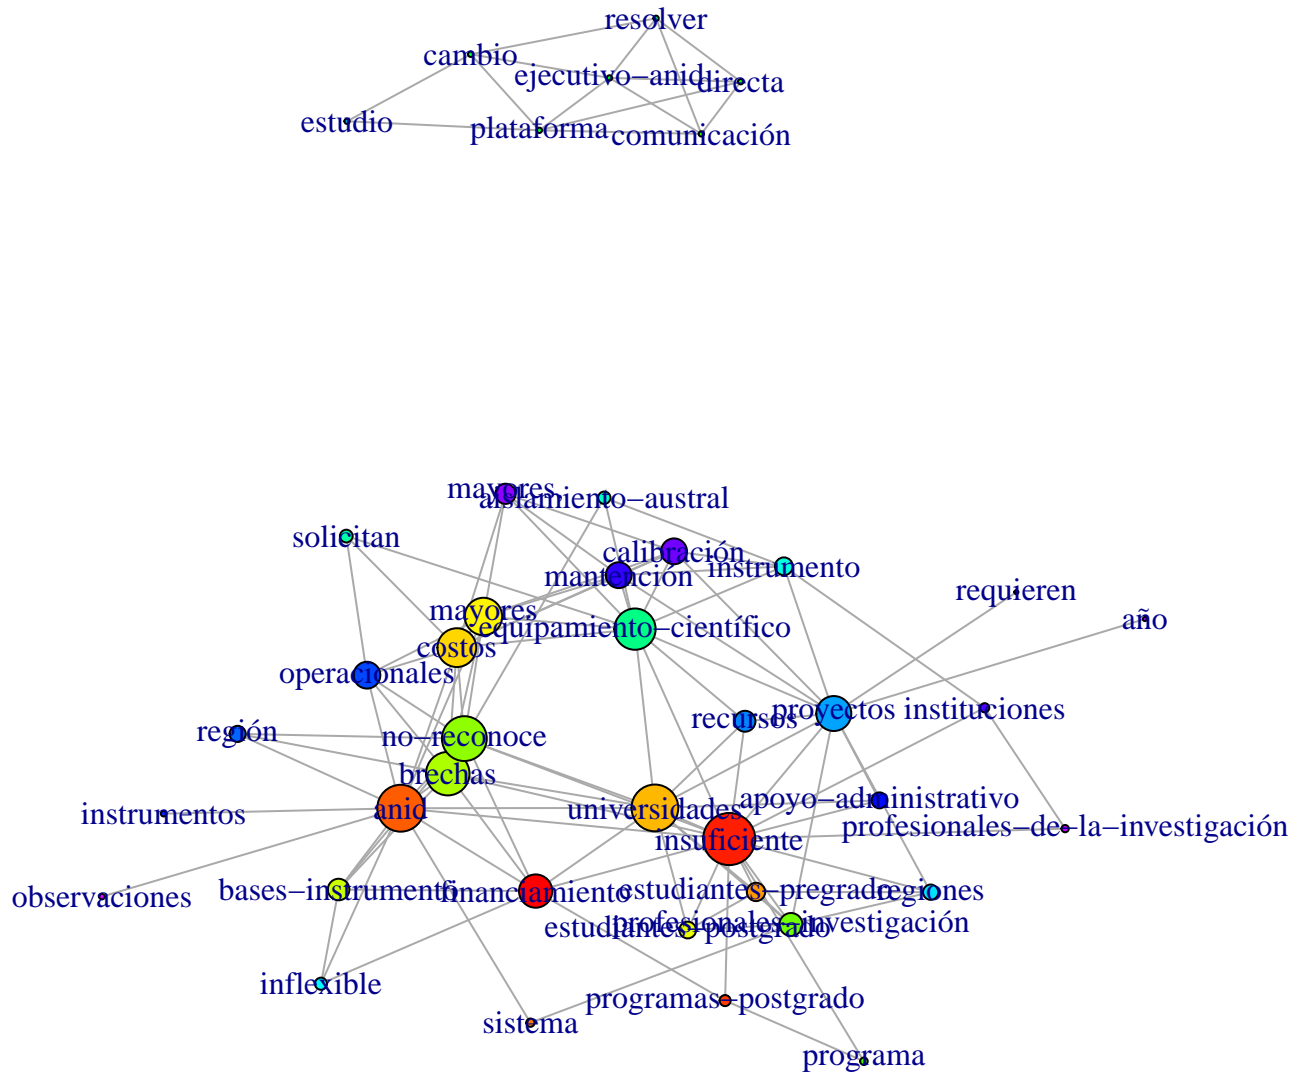 resolver
cambio
ejecutivo−anid
directa
estudio
plataforma
comunicación
mayores,
aislamiento−austral
solicitan
calibración
mantención
instrumento
requieren
mayores
año
equipamiento−científico
costos
operacionales
recursos
proyectos
instituciones
región
no−reconoce
brechas
instrumentos
anid
universidades
apoyo−administrativo
profesionales−de−la−investigación
insuficiente
observaciones
bases−instrumento
financiamiento
estudiantes−pregrado
regiones
estudiantes−postgrado
profesionales−investigación
inflexible
programas−postgrado
sistema
programa